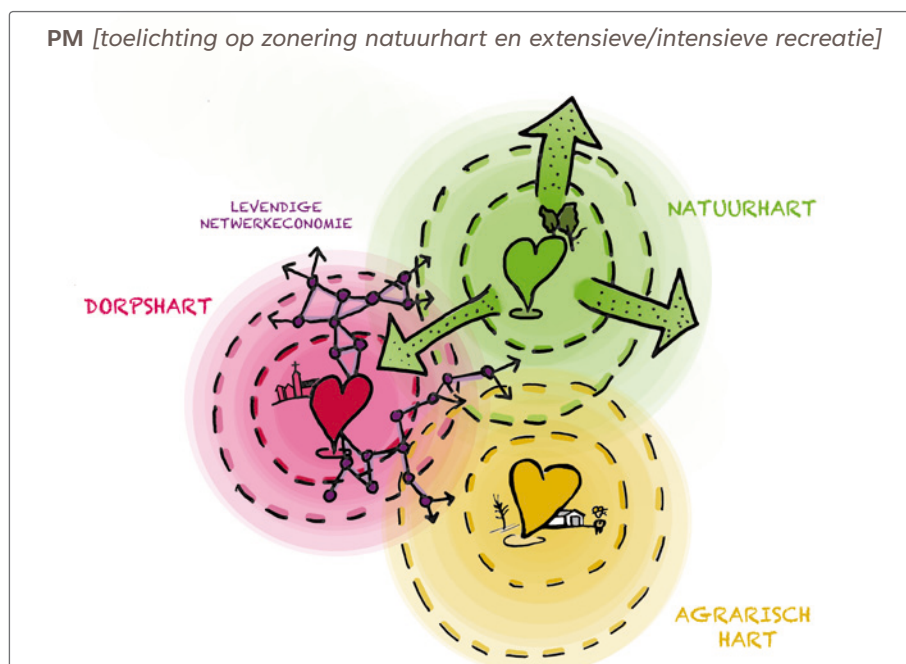 PM [toelichting op zonering natuurhart en extensieve/intensieve recreatie]
LEVENDIGE
NETWERKECONOMIE
NATUURHART
DORPSHART
AGRARISCH
HART